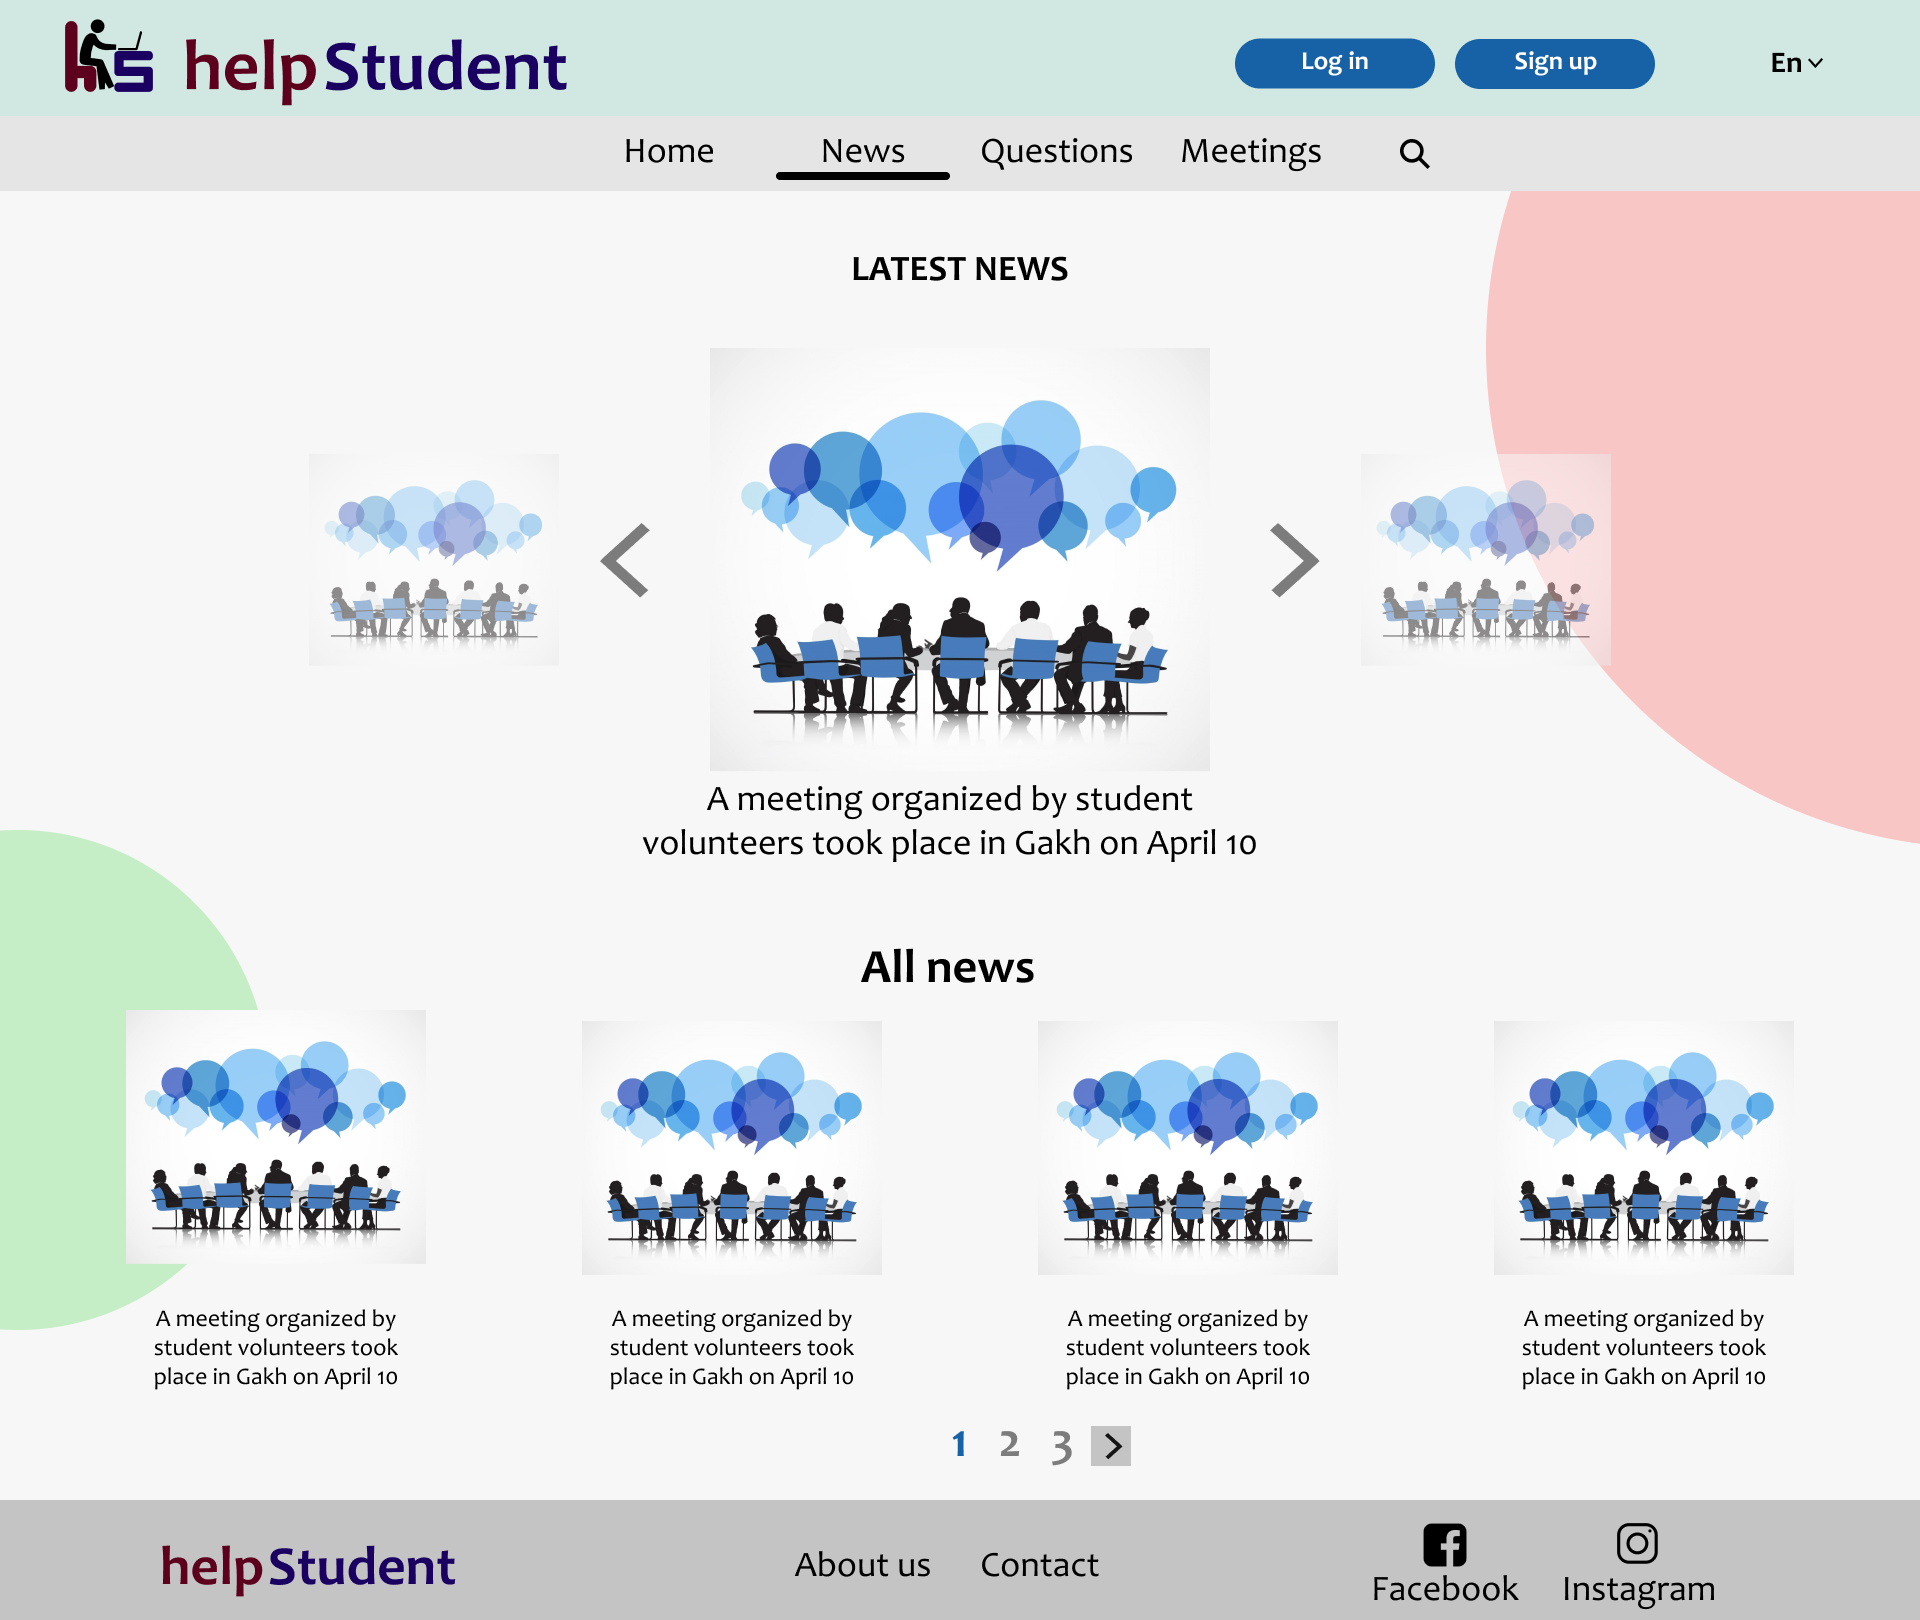 hs helpStudent
Log in
Sign up
En
Home
News
Questions
Meetings
LATEST NEWS
A meeting organized by student
volunteers took place in Gakh on April 10
All news
A meeting organized by
student volunteers took
place in Gakh on April 10
A meeting organized by
student volunteers took
place in Gakh on April 10
A meeting organized by
student volunteers took
place in Gakh on April 10
A meeting organized by
student volunteers took
place in Gakh on April 10
1 2 3
helpStudent
About us
Contact
Facebook
Instagram